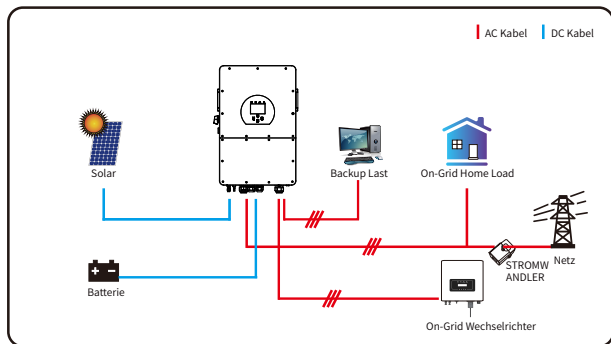 AC Kabel
DC Kabel
Solar
Backup Last
On-Grid Home Load
Batterie
STROMW
ANDLER
Netz
On-Grid Wechselrichter